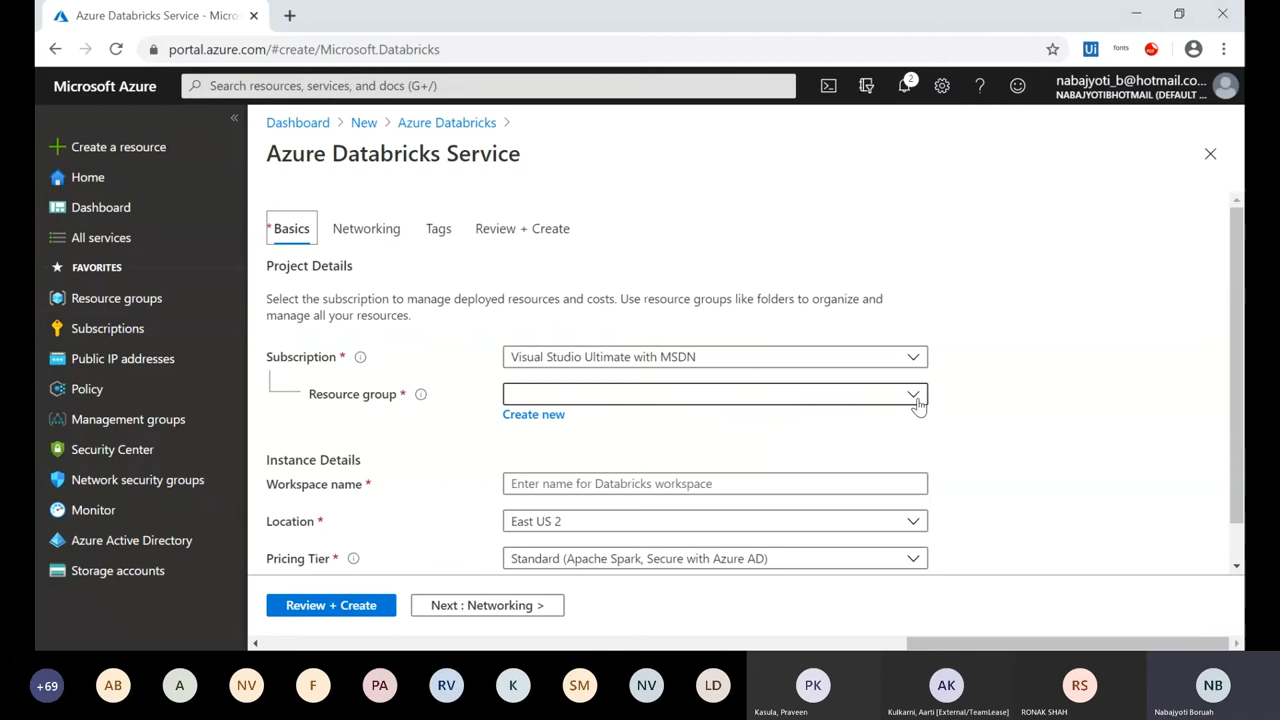 Azure Databricks Service - Micros
portal.azure.com/#create/Microsoft.Databricks
Ui
fonts
Microsoft Azure
Search resources, services, and docs (G+/)
2
nabajyoti_b@hotmail.co...
NABAJYOTIBHOTMAIL (DEFAULT ...
Create a resource
Home
Dashboard
All services
FAVORITES
Resource groups
Subscriptions
Public IP addresses
Policy
Management groups
Security Center
Network security groups
Monitor
Azure Active Directory
Storage accounts
Dashboard > New > Azure Databricks >
Azure Databricks Service
* Basics Networking Tags Review + Create
Project Details
Select the subscription to manage deployed resources and costs. Use resource groups like folders to organize and
manage all your resources.
Subscription * Visual Studio Ultimate with MSDN
Resource group *
Create new
Instance Details
Workspace name * Enter name for Databricks workspace
Location * East US 2
Pricing Tier * Standard (Apache Spark, Secure with Azure AD)
Review + Create Next : Networking >
+69 AB A NV F PA RV K SM NV LD PK AK RS NB
Kasula, Praveen Kulkarni, Aarti [External/TeamLease] RONAK SHAH Nabajyoti Boruah